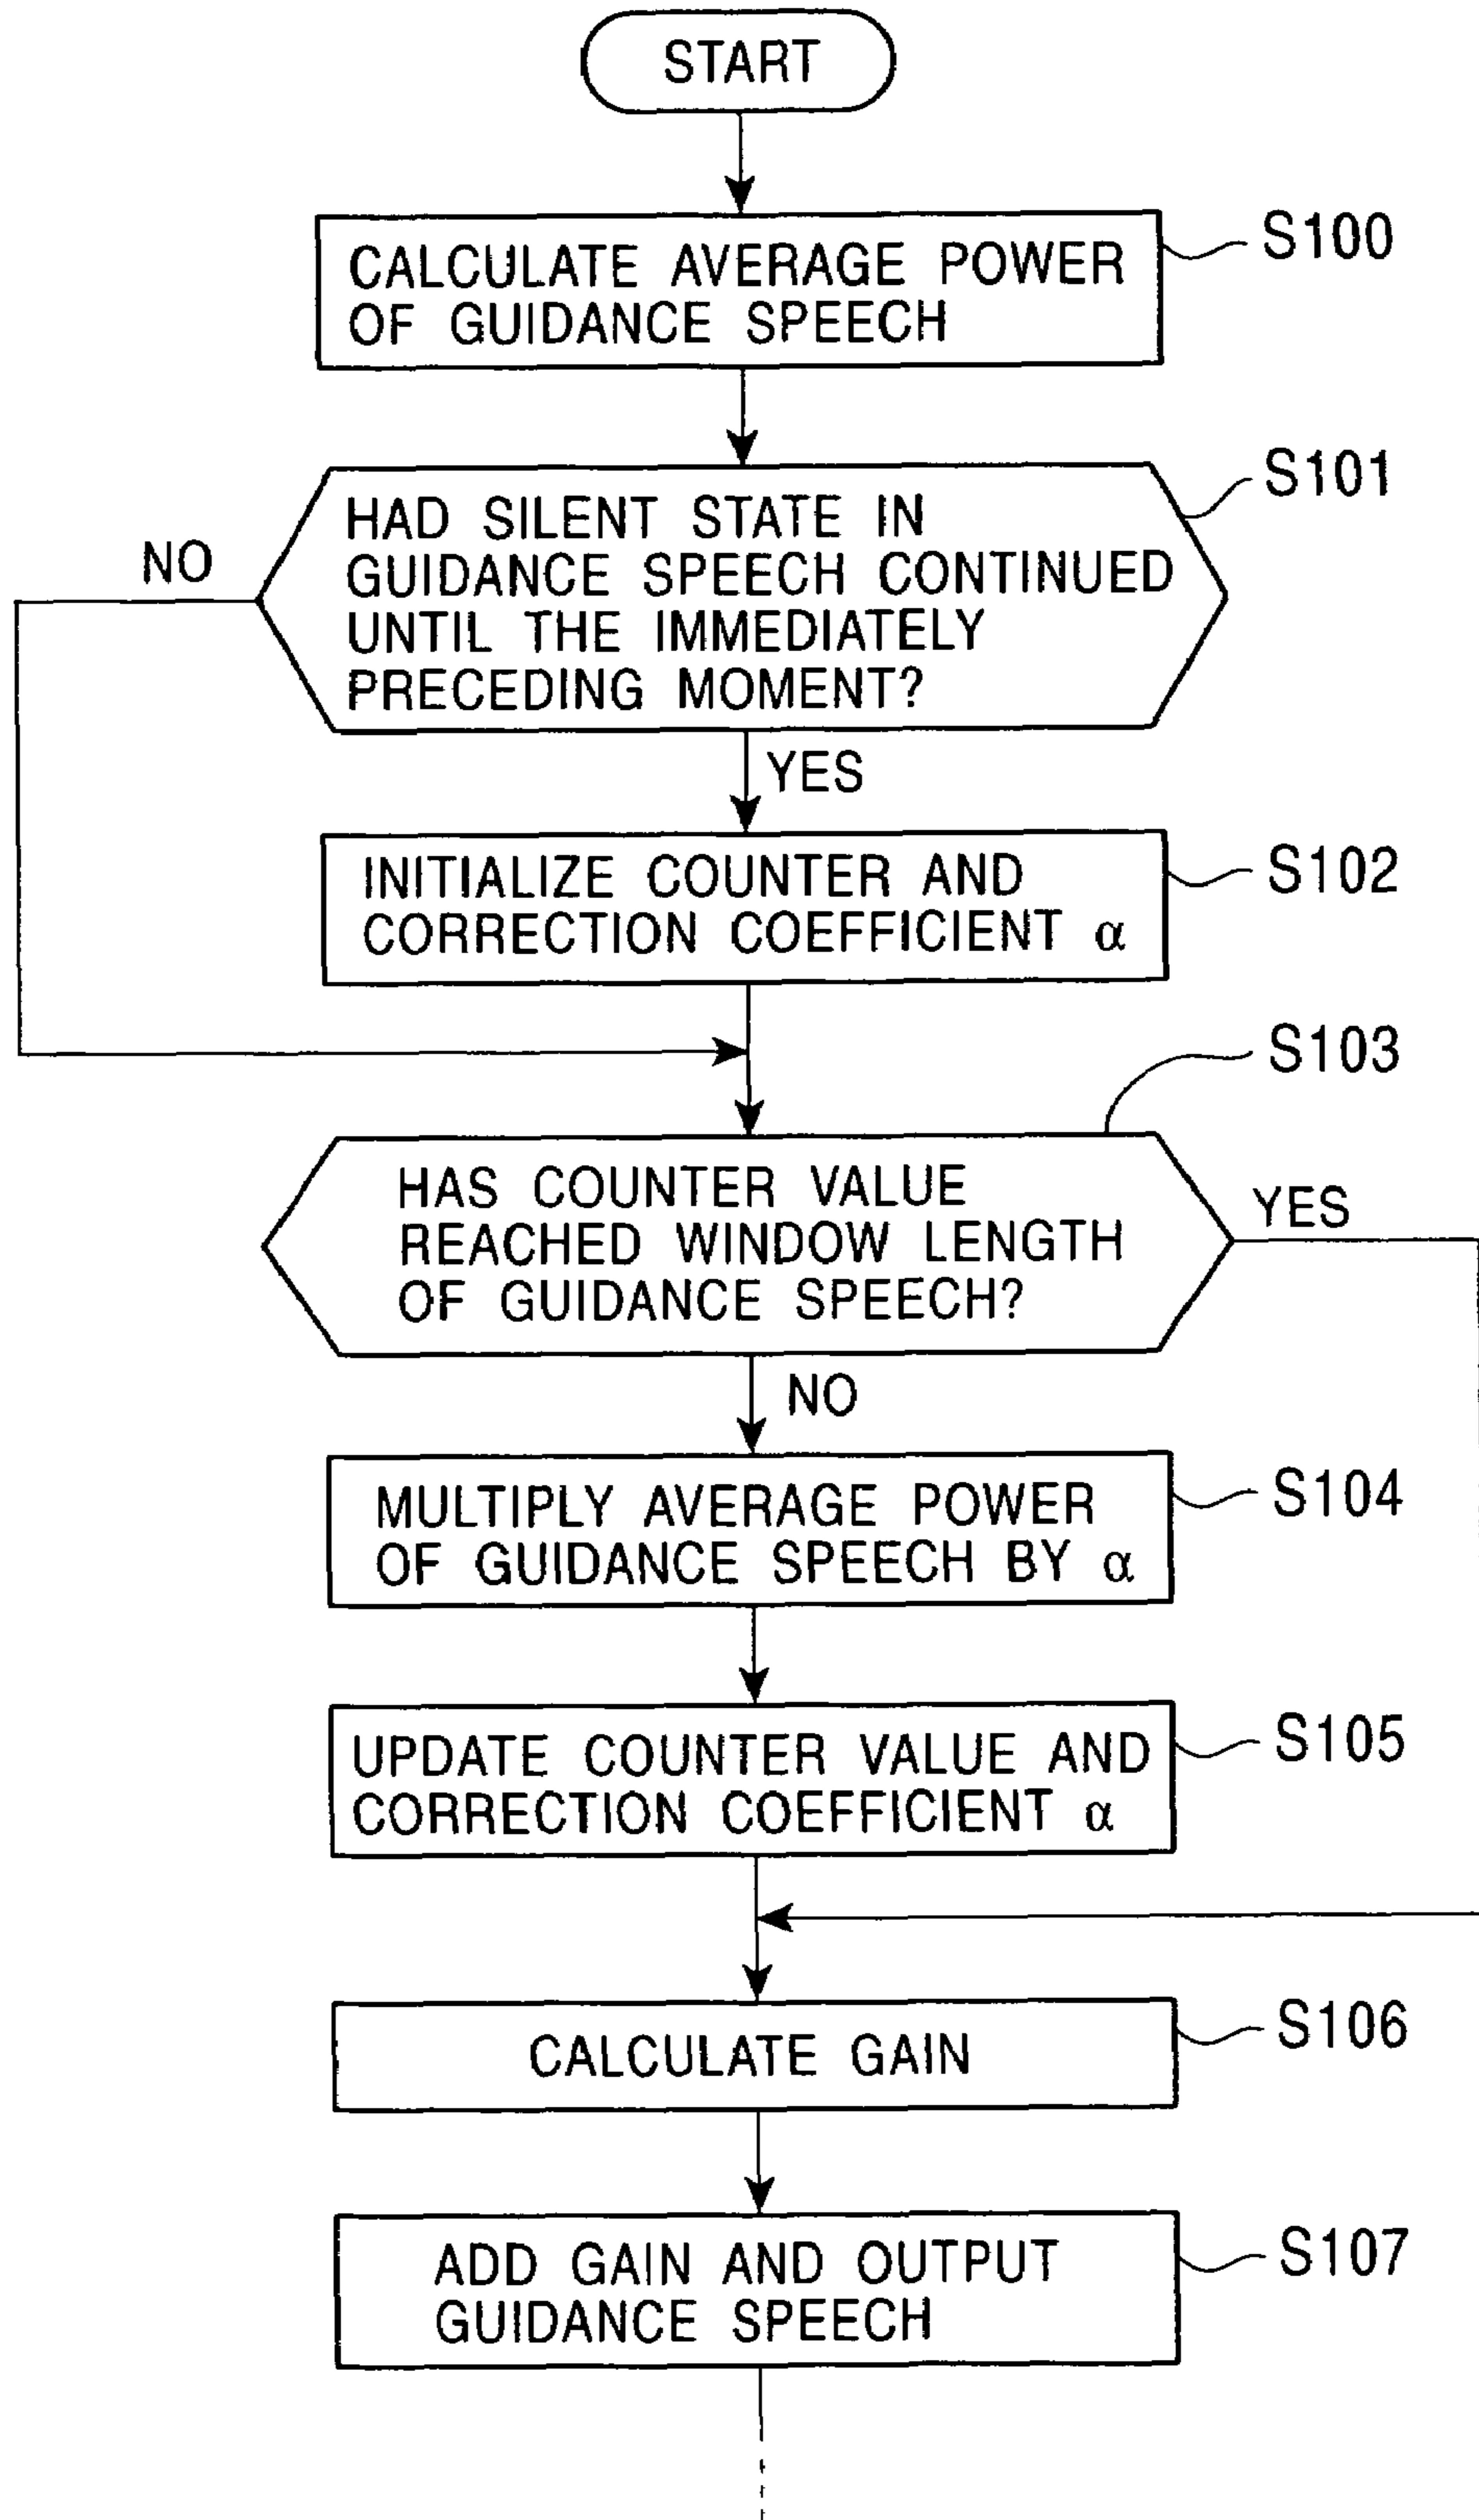 START
CALCULATE AVERAGE POWER
OF GUIDANCE SPEECH
S100
HAD SILENT STATE IN
GUIDANCE SPEECH CONTINUED
UNTIL THE IMMEDIATELY
PRECEDING MOMENT?
S101
NO
YES
INITIALIZE COUNTER AND
CORRECTION COEFFICIENT α
S102
S103
HAS COUNTER VALUE
REACHED WINDOW LENGTH
OF GUIDANCE SPEECH?
YES
NO
MULTIPLY AVERAGE POWER
OF GUIDANCE SPEECH BY α
S104
UPDATE COUNTER VALUE AND
CORRECTION COEFFICIENT α
S105
CALCULATE GAIN
S106
ADD GAIN AND OUTPUT
GUIDANCE SPEECH
S107